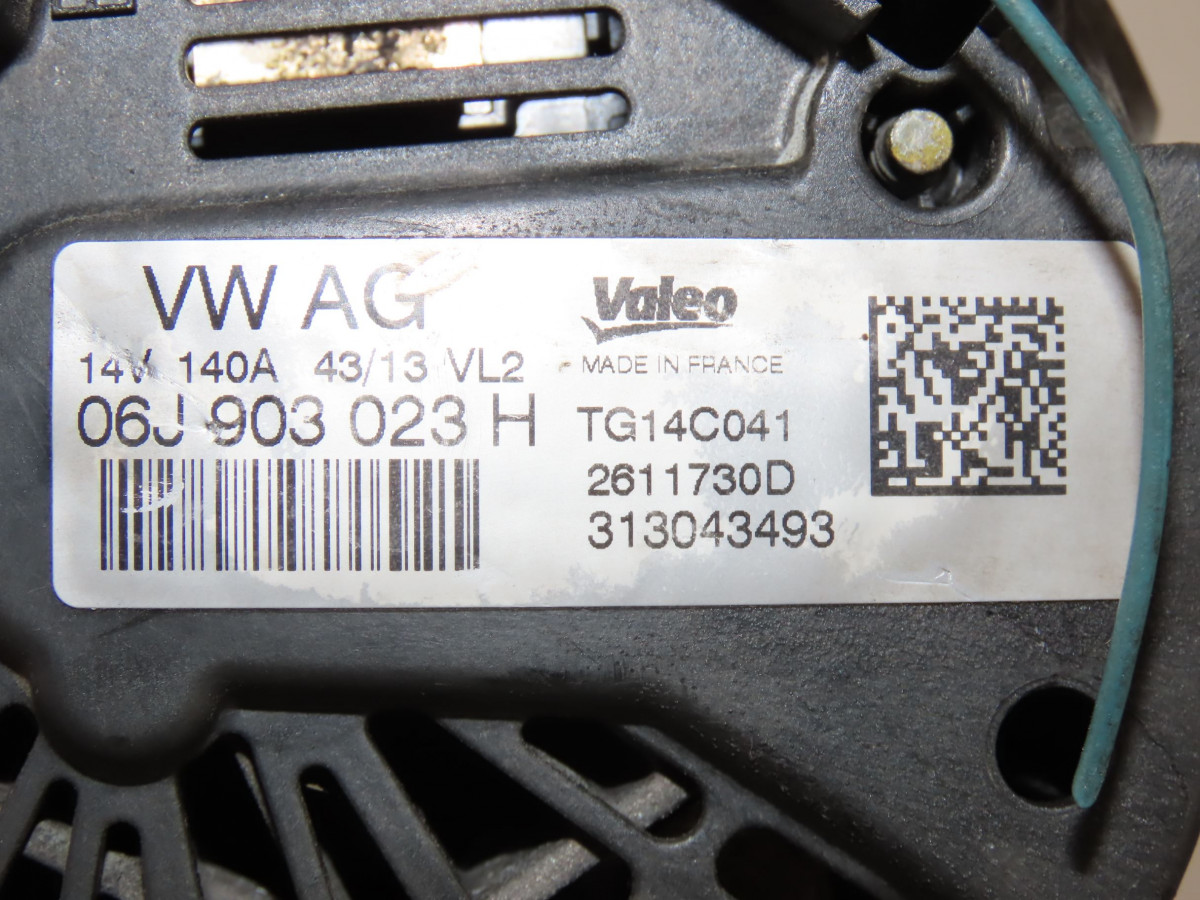 VW AG
14V 140A 43/13 VL2
06J 903 023 H
Valeo
MADE IN FRANCE
TG14C041
2611730D
313043493